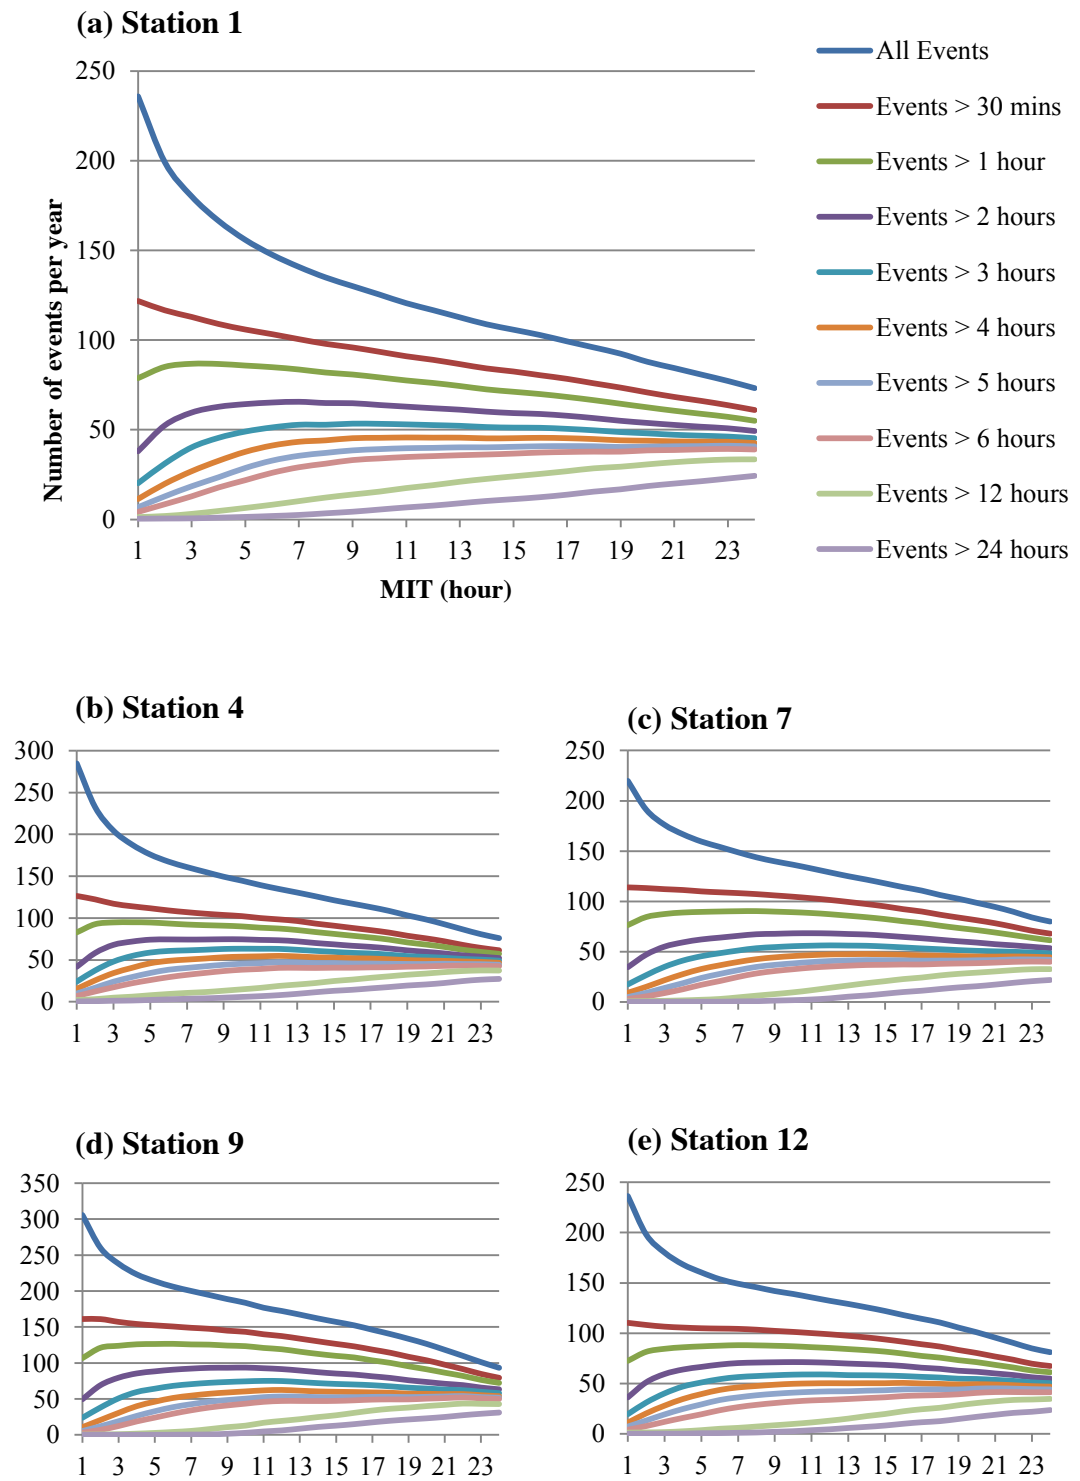 (a) Station 1
250
200
150
100
50
0
Number of events per year
1 3 5 7 9 11 13 15 17 19 21 23
MIT (hour)
All Events
Events > 30 mins
Events > 1 hour
Events > 2 hours
Events > 3 hours
Events > 4 hours
Events > 5 hours
Events > 6 hours
Events > 12 hours
Events > 24 hours
(b) Station 4
300
250
200
150
100
50
0
1 3 5 7 9 11 13 15 17 19 21 23
(c) Station 7
250
200
150
100
50
0
1 3 5 7 9 11 13 15 17 19 21 23
(d) Station 9
350
300
250
200
150
100
50
0
1 3 5 7 9 11 13 15 17 19 21 23
(e) Station 12
250
200
150
100
50
0
1 3 5 7 9 11 13 15 17 19 21 23